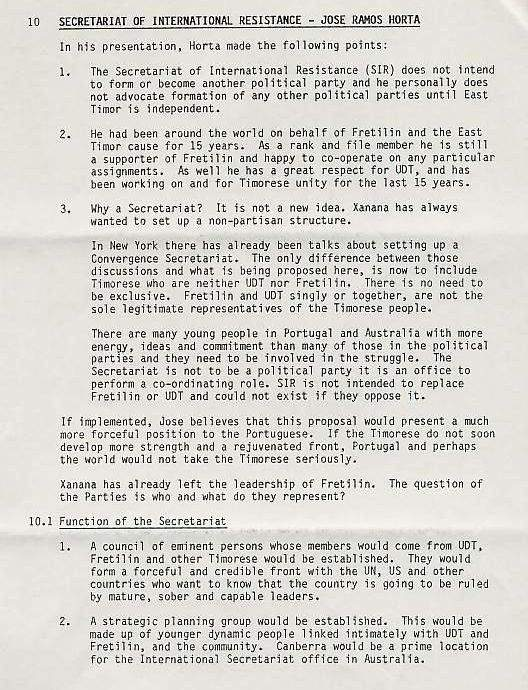 10 SECRETARIAT OF INTERNATIONAL RESISTANCE - JOSE RAMOS HORTA
In his presentation, Horta made the following points:
1. The Secretariat of International Resistance (SIR) does not intend
to form or become another political party and he personally does
not advocate formation of any other political parties until East
Timor is independent.
2. He had been around the world on behalf of Fretilin and the East
Timor cause for 15 years. As a rank and file member he is still
a supporter of Fretilin and happy to co-operate on any particular
assignments. As well he has a great respect for UDT, and has
been working on and for Timorese unity for the last 15 years.
3. Why a Secretariat? It is not a new idea. Xanana has always
wanted to set up a non-partisan structure.
In New York there has already been talks about setting up a
Convergence Secretariat. The only difference between those
discussions and what is being proposed here, is now to include
Timorese who are neither UDT nor Fretilin. There is no need to
be exclusive. Fretilin and UDT singly or together, are not the
sole legitimate representatives of the Timorese people.
There are many young people in Portugal and Australia with more
energy, ideas and commitment than many of those in the political
parties and they need to be involved in the struggle. The
Secretariat is not to be a political party it is an office to
perform a co-ordinating role. SIR is not intended to replace
Fretilin or UDT and could not exist if they oppose it.
If implemented, Jose believes that this proposal would present a much
more forceful position to the Portuguese. If the Timorese do not soon
develop more strength and a rejuvenated front, Portugal and perhaps
the world would not take the Timorese seriously.
Xanana has already left the leadership of Fretilin. The question of
the Parties is who and what do they represent?
10.1 Function of the Secretariat
1. A council of eminent persons whose members would come from UDT,
Fretilin and other Timorese would be established. They would
form a forceful and credible front with the UN, US and other
countries who want to know that the country is going to be ruled
by mature, sober and capable leaders.
2. A strategic planning group would be established. This would be
made up of younger dynamic people linked intimately with UDT and
Fretilin, and the community. Canberra would be a prime location
for the International Secretariat office in Australia.